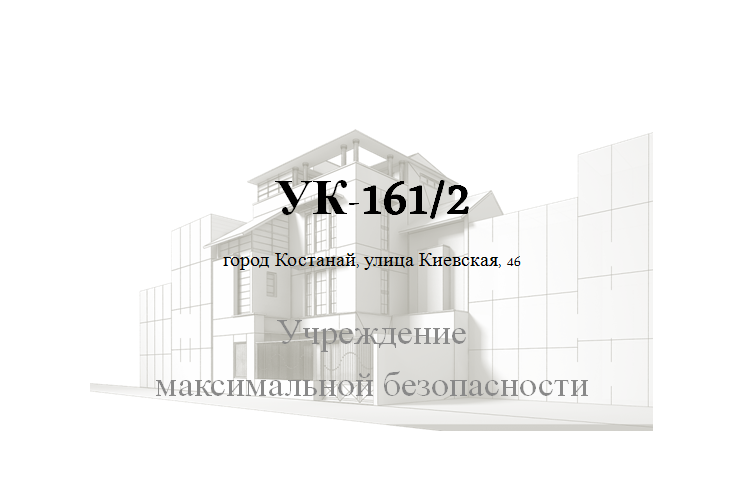 УК-161/2
город Костанай, улица Киевская, 46
Учреждение
максимальной безопасности